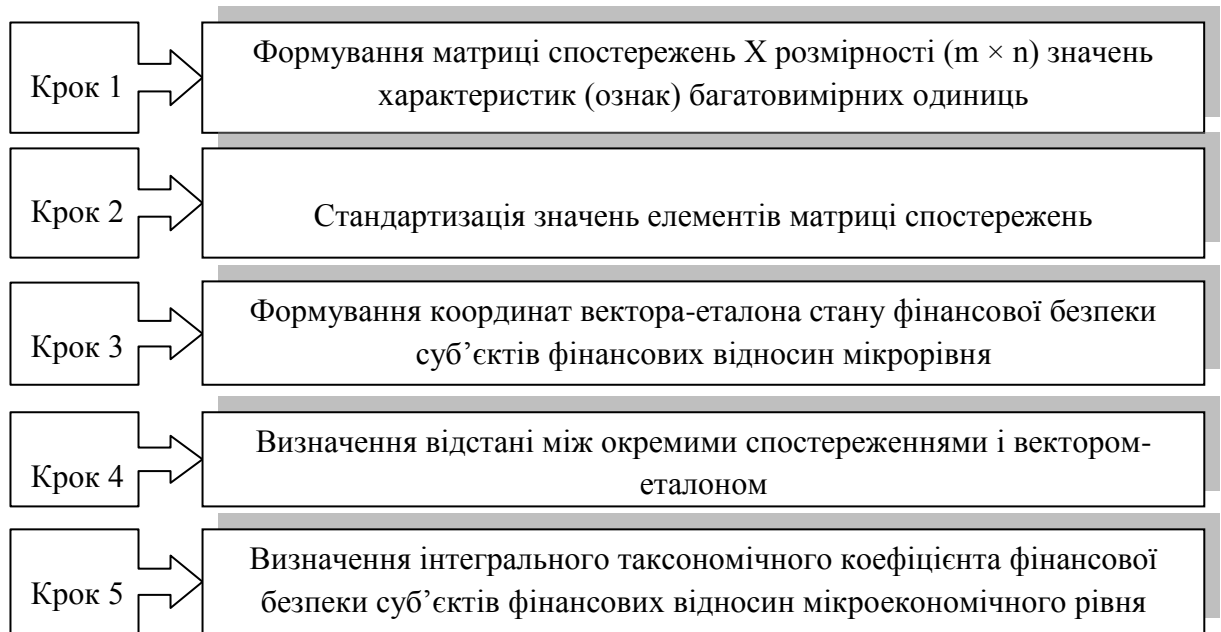 Крок 1
Формування матриці спостережень X розмірності (m × n) значень
характеристик (ознак) багатовимірних одиниць
Крок 2
Стандартизація значень елементів матриці спостережень
Крок 3
Формування координат вектора-еталона стану фінансової безпеки
суб’єктів фінансових відносин мікрорівня
Крок 4
Визначення відстані між окремими спостереженнями і вектором-
еталоном
Крок 5
Визначення інтегрального таксономічного коефіцієнта фінансової
безпеки суб’єктів фінансових відносин мікроекономічного рівня